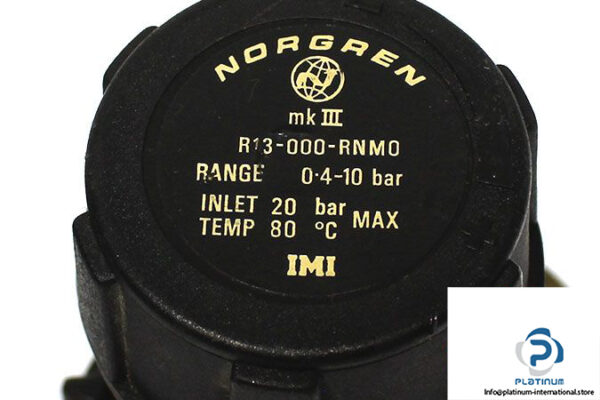 NORGREN
mk III
R13-000-RNMO
RANGE 0·4-10 bar
INLET 20 bar MAX
TEMP 80 °C
IMI
PLATINUM
Info@platinum-international.store